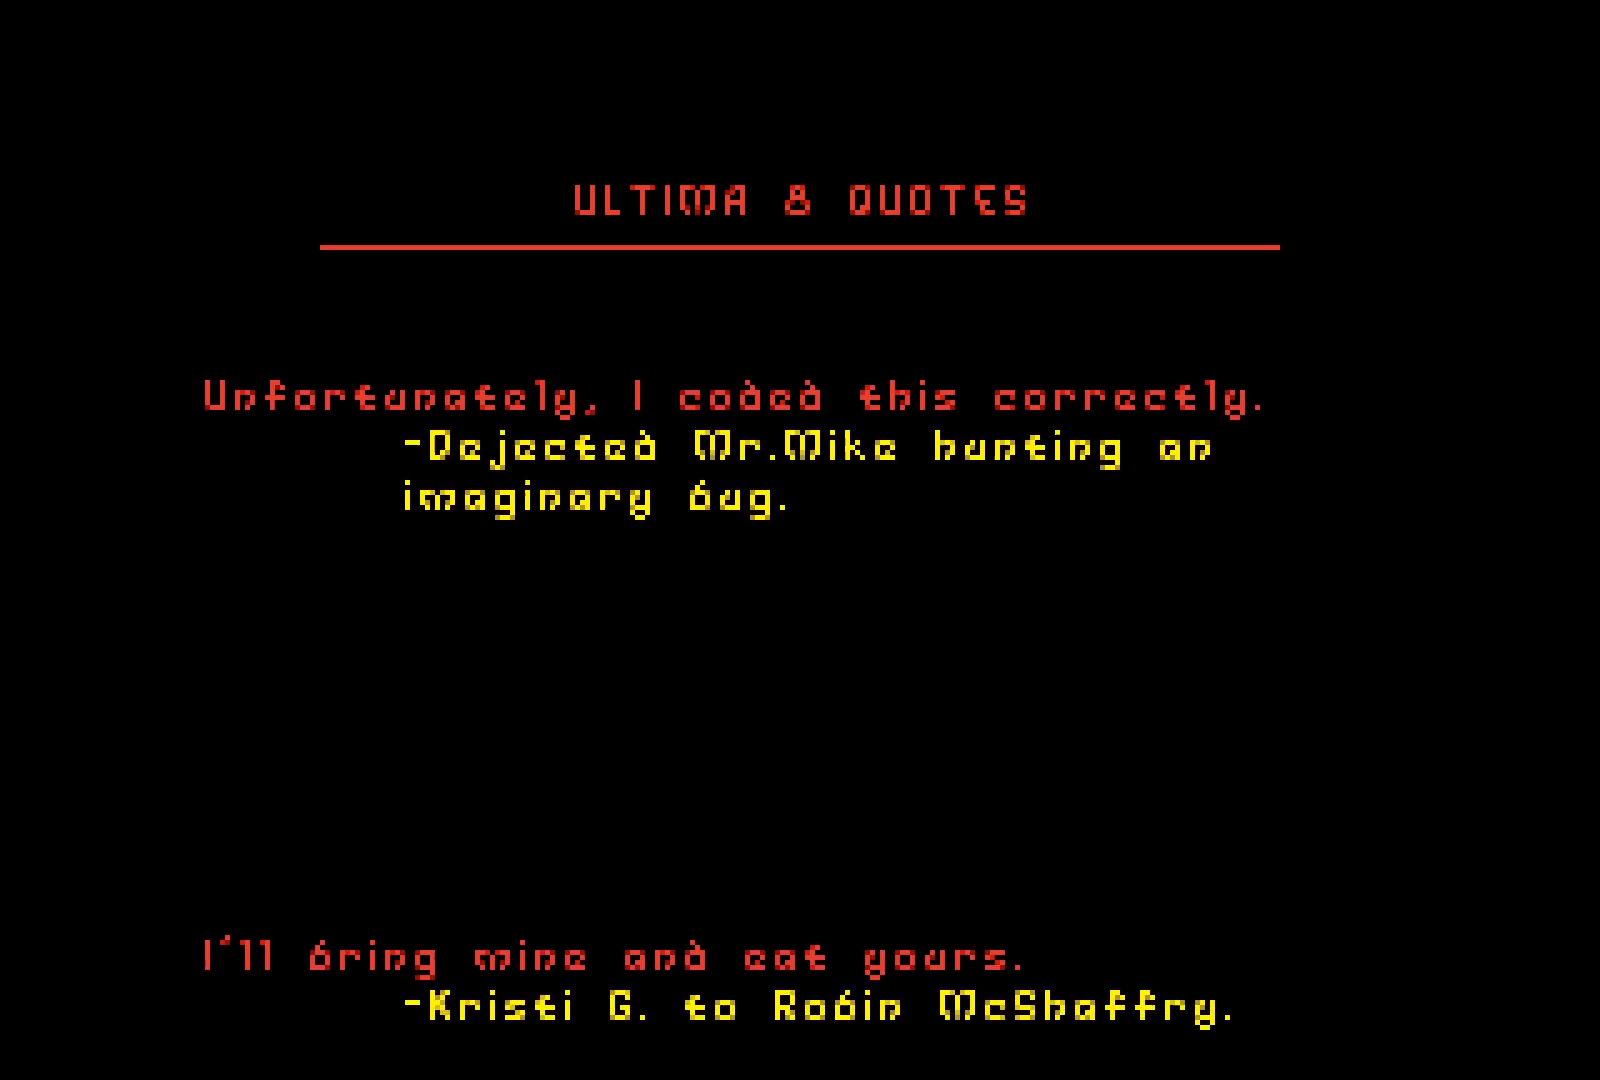 ULTIMA 8 QUOTES
Unfortunately, I coded this correctly.
-Dejected Mr.Mike hunting an
imaginary bug.
I'll bring mine and eat yours.
-Kristi G. to Robin McShaffry.